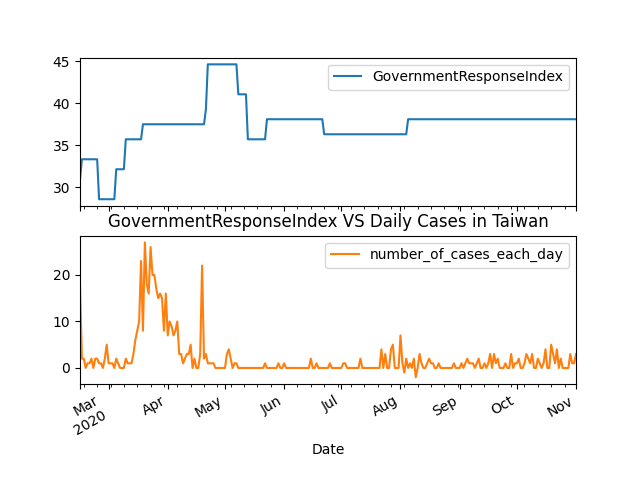 45
40
35
30
GovernmentResponseIndex
GovernmentResponseIndex VS Daily Cases in Taiwan
20
10
0
number_of_cases_each_day
Mar
2020
Apr
May
Jun
Jul
Aug
Sep
Oct
Nov
Date